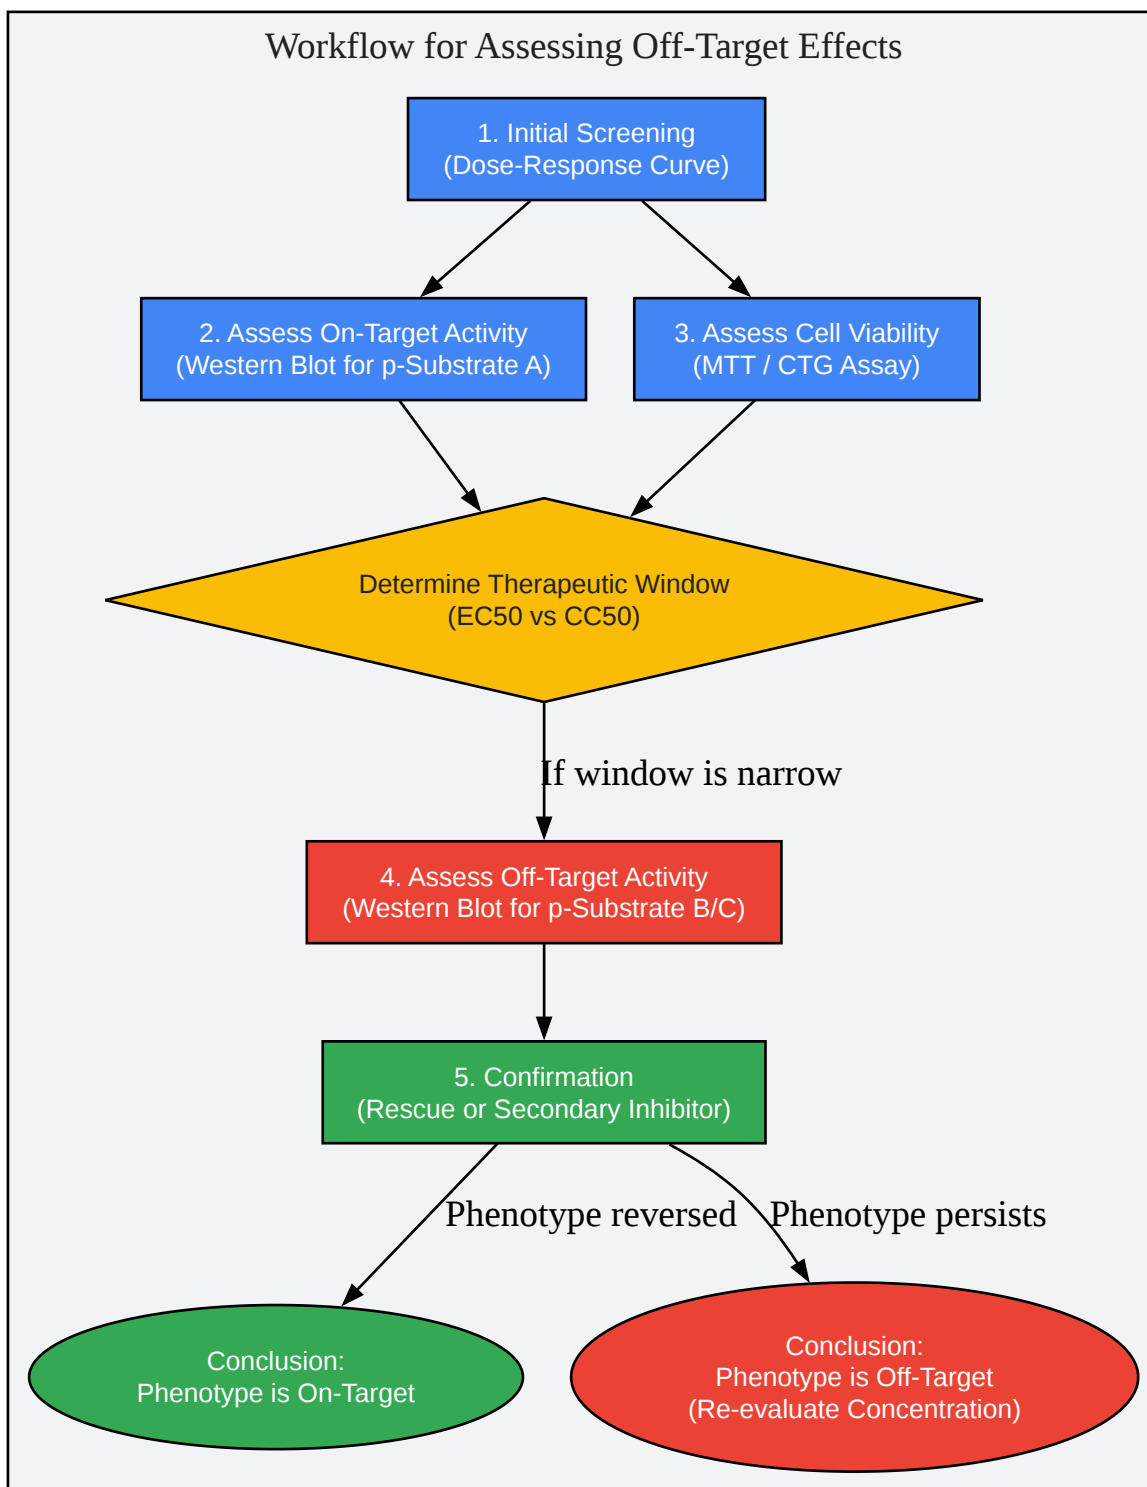 Workflow for Assessing Off-Target Effects
1. Initial Screening
(Dose-Response Curve)
2. Assess On-Target Activity
(Western Blot for p-Substrate A)
3. Assess Cell Viability
(MTT / CTG Assay)
Determine Therapeutic Window
(EC50 vs CC50)
If window is narrow
4. Assess Off-Target Activity
(Western Blot for p-Substrate B/C)
5. Confirmation
(Rescue or Secondary Inhibitor)
Phenotype reversed
Phenotype persists
Conclusion:
Phenotype is On-Target
Conclusion:
Phenotype is Off-Target
(Re-evaluate Concentration)